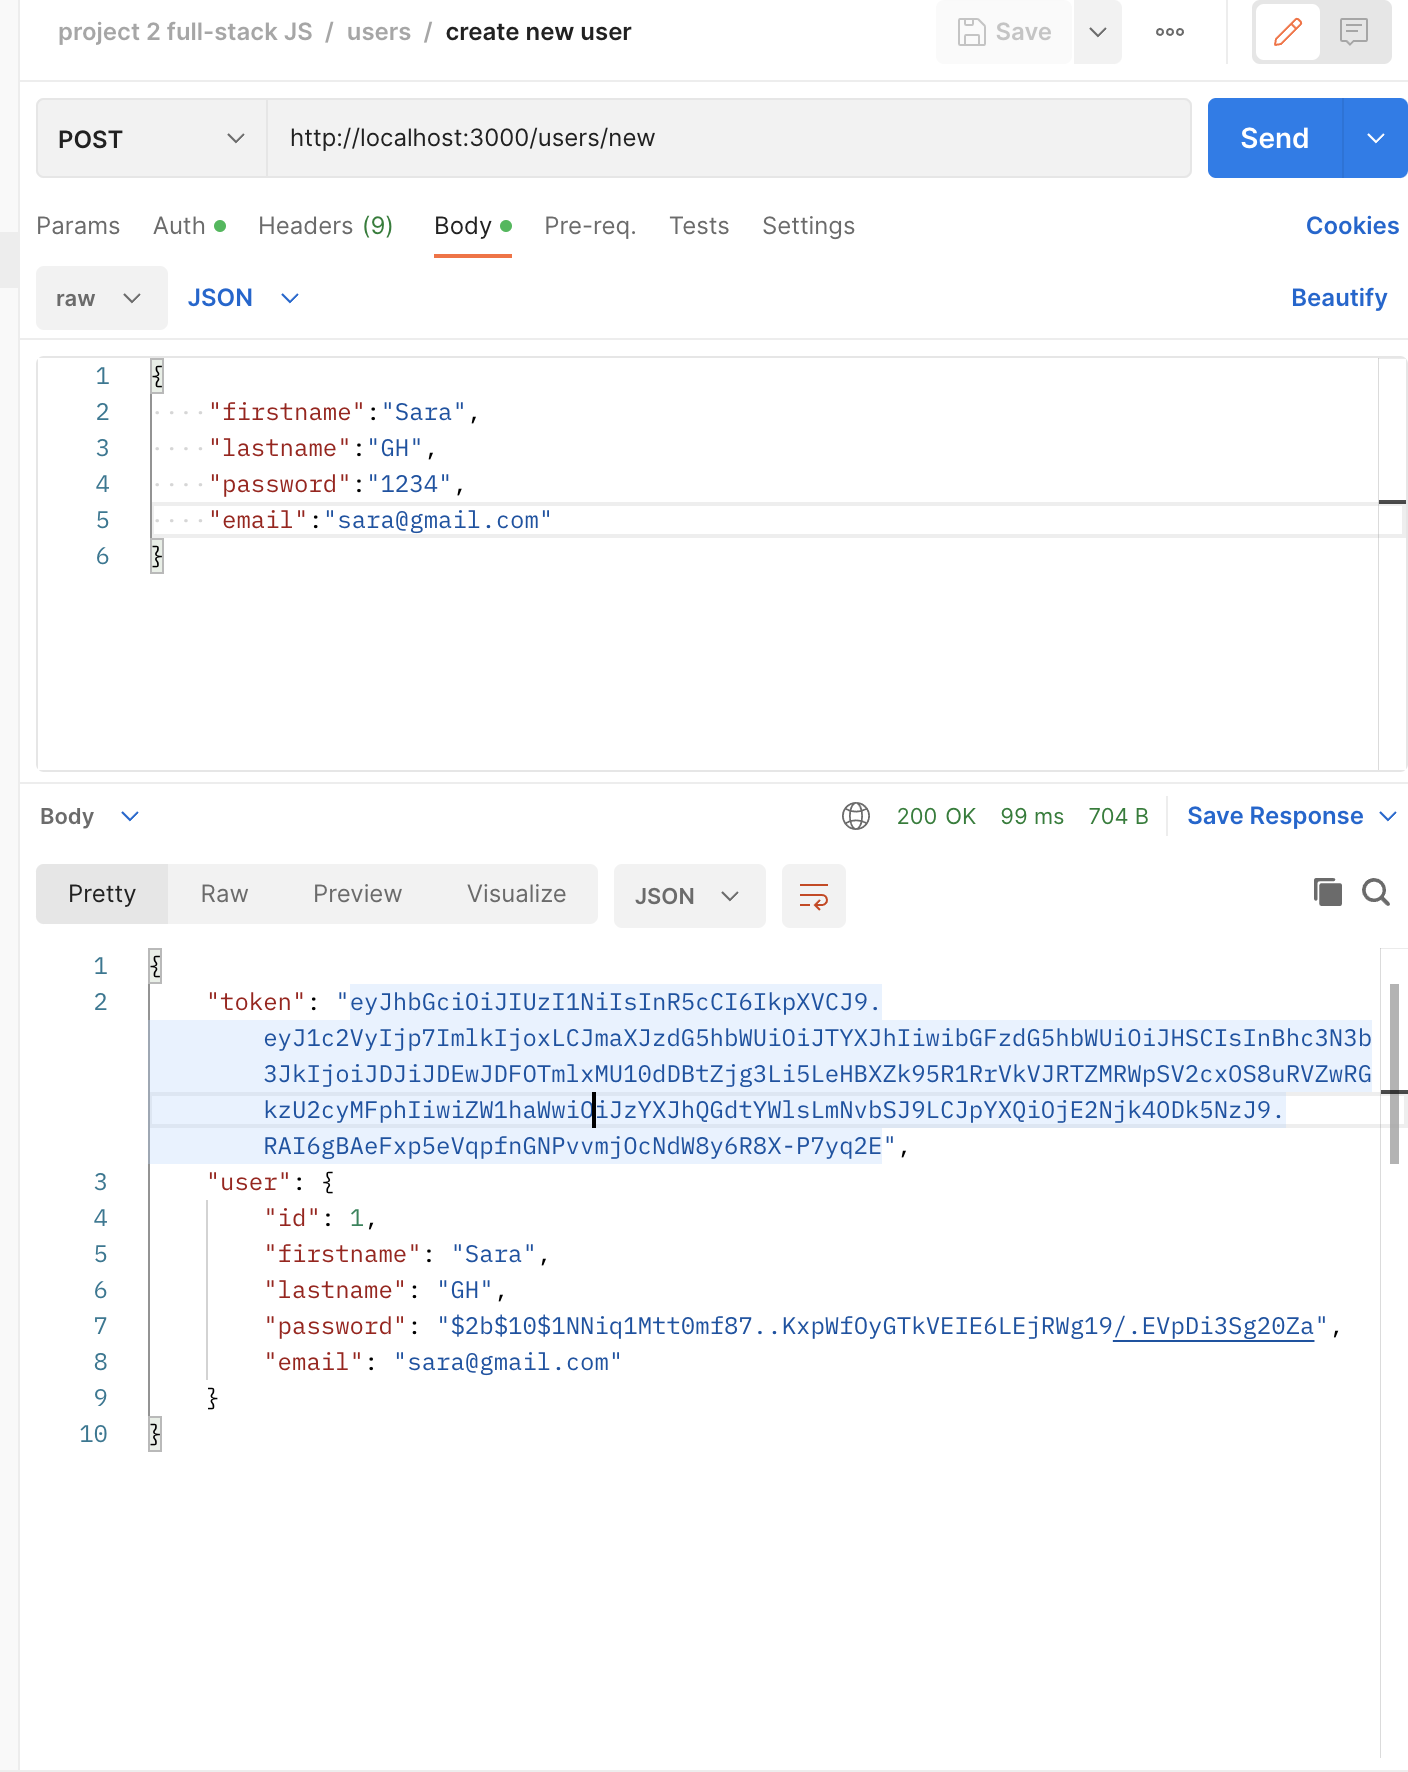 project 2 full-stack JS / users / create new user
Save
POST
http://localhost:3000/users/new
Send
Params Auth Headers (9) Body Pre-req. Tests Settings Cookies
raw JSON Beautify
1 {
2 "firstname":"Sara",
3 "lastname":"GH",
4 "password":"1234",
5 "email":"sara@gmail.com"
6 }
Body 200 OK 99 ms 704 B Save Response
Pretty Raw Preview Visualize JSON
1 {
2 "token": "eyJhbGciOiJIUzI1NiIsInR5cCI6IkpXVCJ9.
eyJ1c2VyIjp7ImlkIjoxLCJmaXJzdG5hbWUiOiJTYXJhIiwibGFzdG5hbWUiOiJHSCIsInBhc3N3b
3JkIjoiJDJiJDEwJDFOTmlxMU10dDBtZjg3Li5LeHBXZk95R1RrVkVJRTZMRWpSV2cxOS8uRVZwRG
kzU2cyMFphIiwiZW1haWwiOiJzYXJhQGdtYWlsLmNvbSJ9LCJpYXQiOjE2Njk4ODk5NzJ9.
RAI6gBAeFxp5eVqpfnGNPvvmjOcNdW8y6R8X-P7yq2E",
3 "user": {
4 "id": 1,
5 "firstname": "Sara",
6 "lastname": "GH",
7 "password": "$2b$10$1NNiq1Mtt0mf87..KxpWfOyGTkVEIE6LEjRWg19/.EVpDi3Sg20Za",
8 "email": "sara@gmail.com"
9 }
10 }